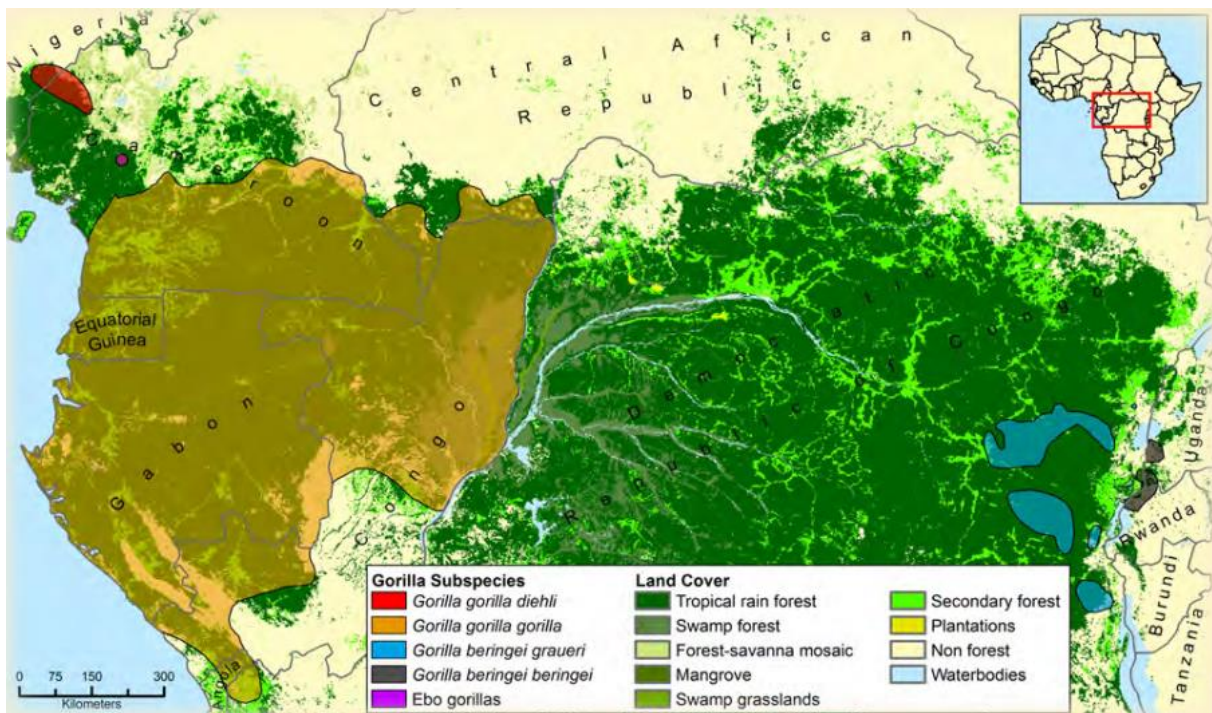 Nigeria
Cameroon
Central African
Republic
Equatorial
Guinea
Gabon
Congo
Democratic
Republic of Congo
Uganda
Rwanda
Burundi
Tanzania
Angola
0 75 150 300
Kilometers
Gorilla Subspecies
Gorilla gorilla diehli
Gorilla gorilla gorilla
Gorilla beringei graueri
Gorilla beringei beringei
Ebo gorillas
Land Cover
Tropical rain forest
Swamp forest
Forest-savanna mosaic
Mangrove
Swamp grasslands
Secondary forest
Plantations
Non forest
Waterbodies